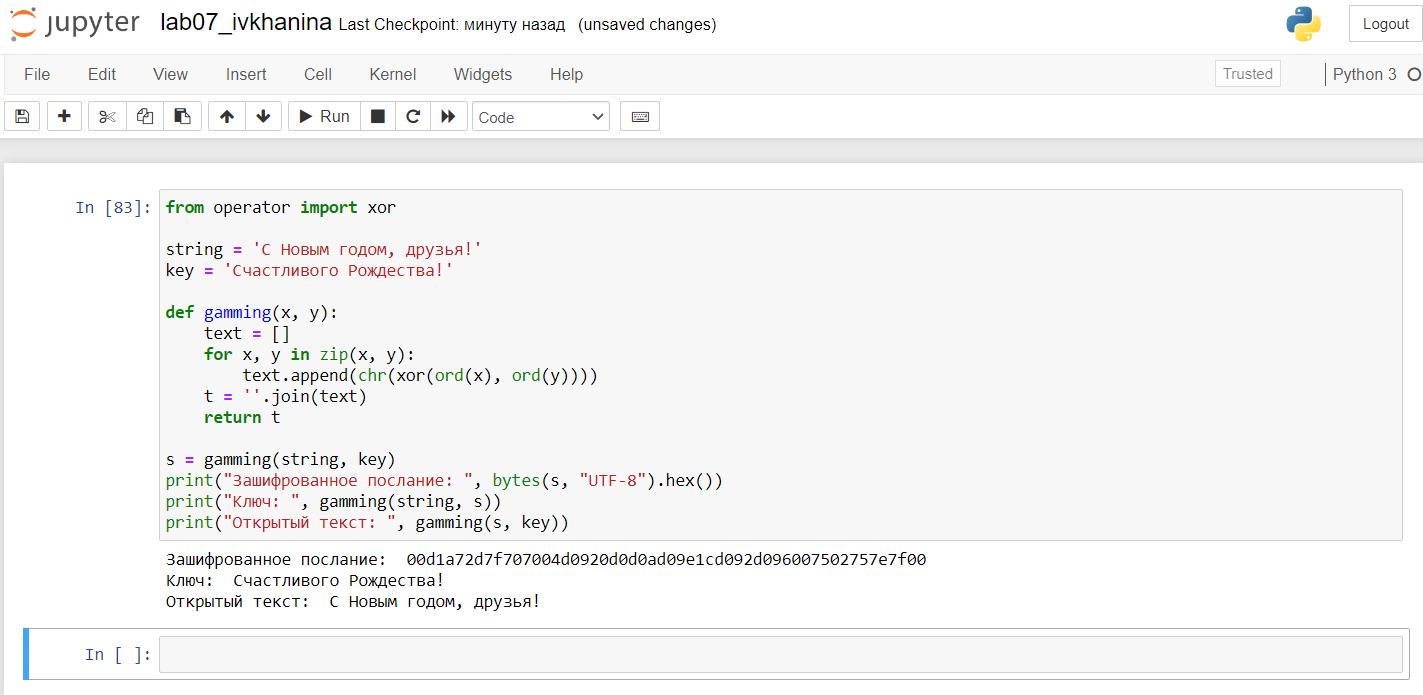 jupyter lab07_ivkhanina Last Checkpoint: минуту назад (unsaved changes) Logout
File Edit View Insert Cell Kernel Widgets Help Trusted Python 3
Run Code
In [83]: from operator import xor
string = 'С Новым годом, друзья!'
key = 'Счастливого Рождества!'
def gamming(x, y):
    text = []
    for x, y in zip(x, y):
        text.append(chr(xor(ord(x), ord(y))))
    t = ''.join(text)
    return t
s = gamming(string, key)
print("Зашифрованное послание: ", bytes(s, "UTF-8").hex())
print("Ключ: ", gamming(string, s))
print("Открытый текст: ", gamming(s, key))
Зашифрованное послание:  00d1a72d7f707004d0920d0d0ad09e1cd092d096007502757e7f00
Ключ:  Счастливого Рождества!
Открытый текст:  С Новым годом, друзья!
In [ ]: